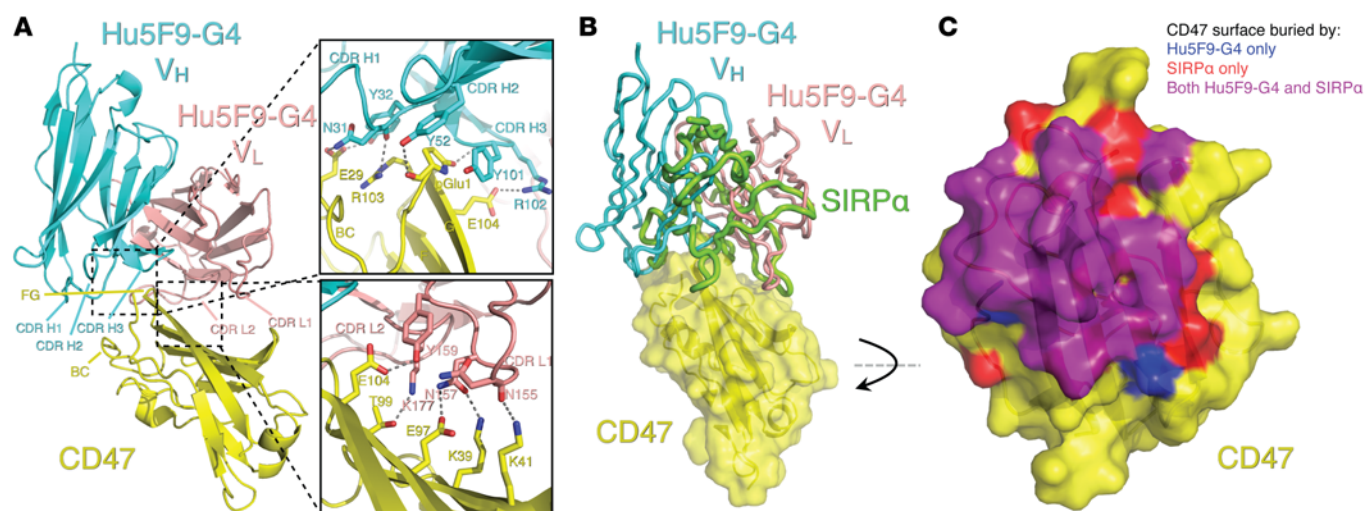 A
Hu5F9-G4
VH
Hu5F9-G4
VL
FG
CDR H1
CDR H3
CDR H2
CDR L2
CDR L1
BC
CD47
CDR H1
Y32
CDR H2
N31
CDR H3
Y52
E29
pGlu1
Y101
R103
E104
R102
BC
CDR L2
Y159
CDR L1
E104
N157
N155
T99
K177
E97
K39
K41
B
Hu5F9-G4
VH
Hu5F9-G4
VL
SIRPα
CD47
C
CD47 surface buried by:
Hu5F9-G4 only
SIRPα only
Both Hu5F9-G4 and SIRPα
CD47